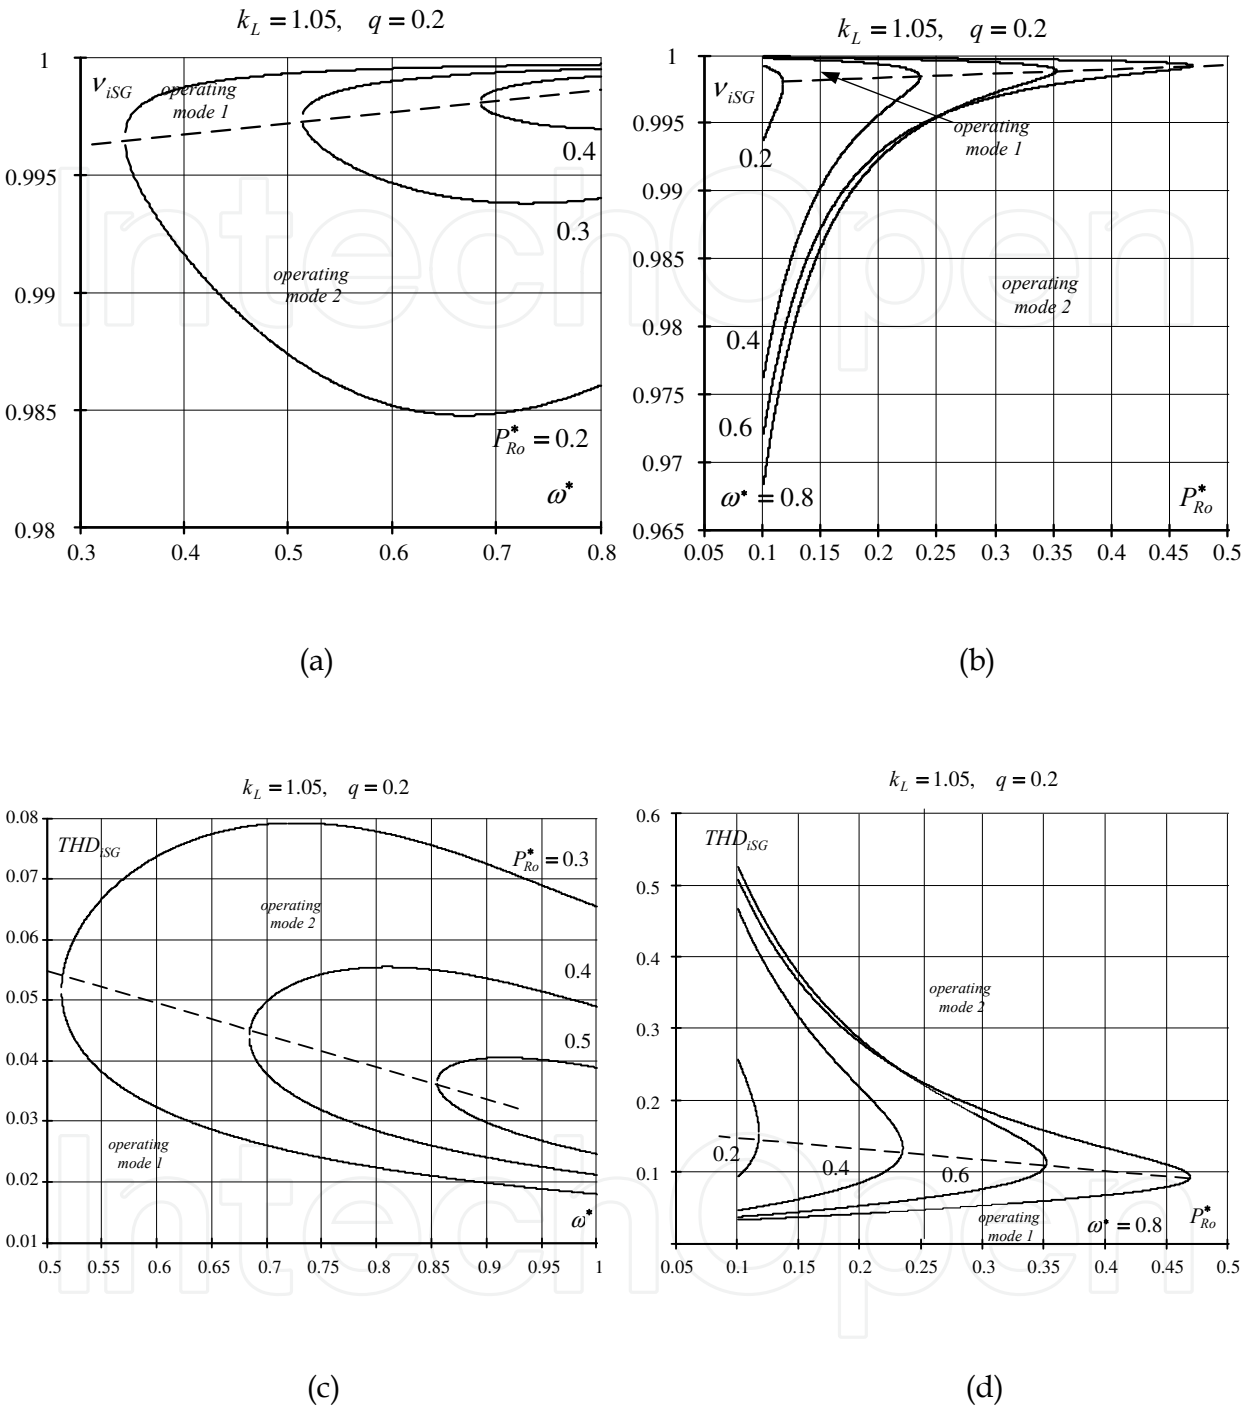 k_L = 1.05, q = 0.2
1
ν_iSG
operating
mode 1
0.4
0.995
0.3
operating
mode 2
0.99
0.985
P*_Ro = 0.2
ω*
0.98
0.3 0.4 0.5 0.6 0.7 0.8
(a)
k_L = 1.05, q = 0.2
1
ν_iSG
0.995
operating
mode 1
0.2
0.99
0.985
operating
mode 2
0.98
0.4
0.975
0.6
0.97
ω* = 0.8
P*_Ro
0.965
0.05 0.1 0.15 0.2 0.25 0.3 0.35 0.4 0.45 0.5
(b)
k_L = 1.05, q = 0.2
0.08
THD_iSG
P*_Ro = 0.3
0.07
operating
mode 2
0.06
0.4
0.05
0.5
0.04
0.03
operating
mode 1
0.02
ω*
0.01
0.5 0.55 0.6 0.65 0.7 0.75 0.8 0.85 0.9 0.95 1
(c)
k_L = 1.05, q = 0.2
0.6
THD_iSG
0.5
0.4
operating
mode 2
0.3
0.2
0.2
0.4
0.6
0.1
operating
mode 1
ω* = 0.8
P*_Ro
0.05 0.1 0.15 0.2 0.25 0.3 0.35 0.4 0.45 0.5
(d)
IntechOpen
IntechOpen